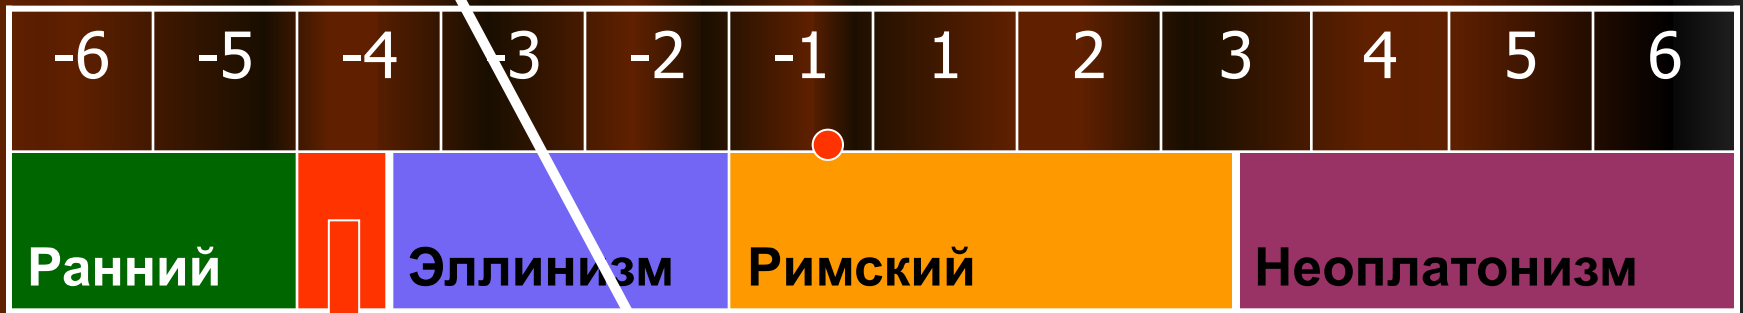 -6 -5 -4 -3 -2 -1 1 2 3 4 5 6
Ранний Эллинизм Римский Неоплатонизм